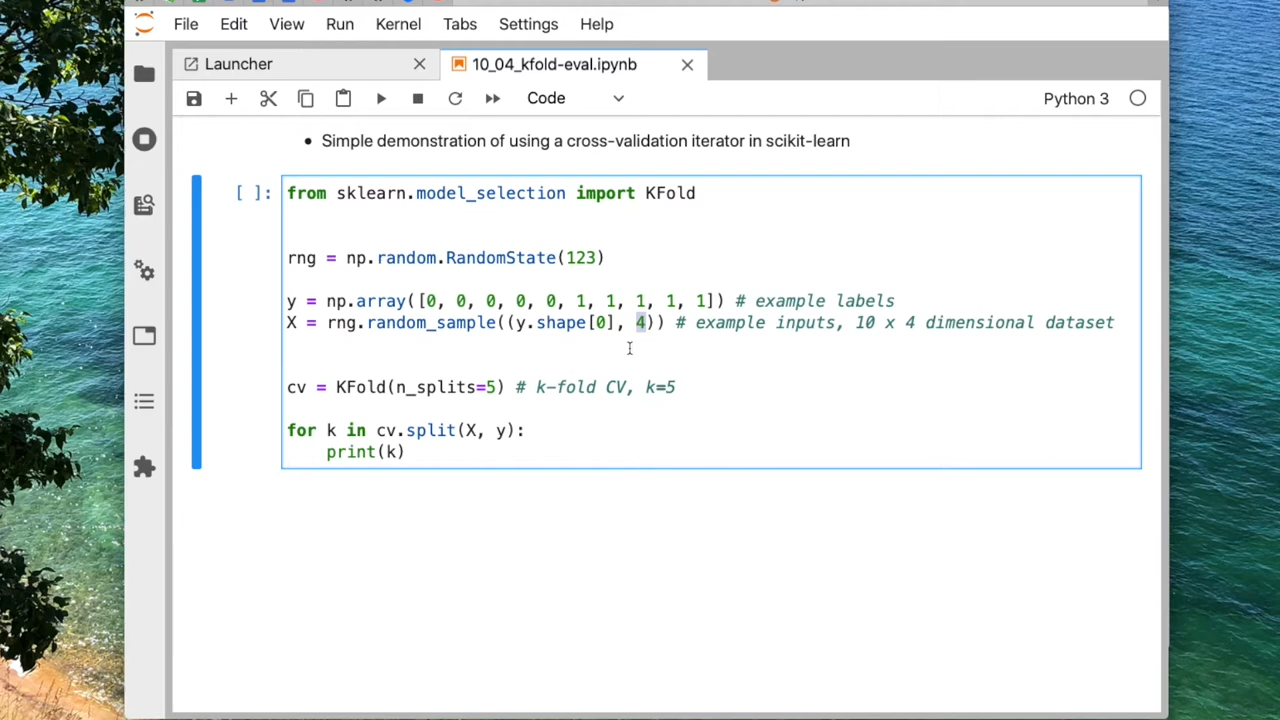 File Edit View Run Kernel Tabs Settings Help
Launcher 10_04_kfold-eval.ipynb
Code Python 3
• Simple demonstration of using a cross-validation iterator in scikit-learn
[ ]: from sklearn.model_selection import KFold
rng = np.random.RandomState(123)
y = np.array([0, 0, 0, 0, 0, 1, 1, 1, 1, 1]) # example labels
X = rng.random_sample((y.shape[0], 4)) # example inputs, 10 x 4 dimensional dataset
cv = KFold(n_splits=5) # k-fold CV, k=5
for k in cv.split(X, y):
    print(k)